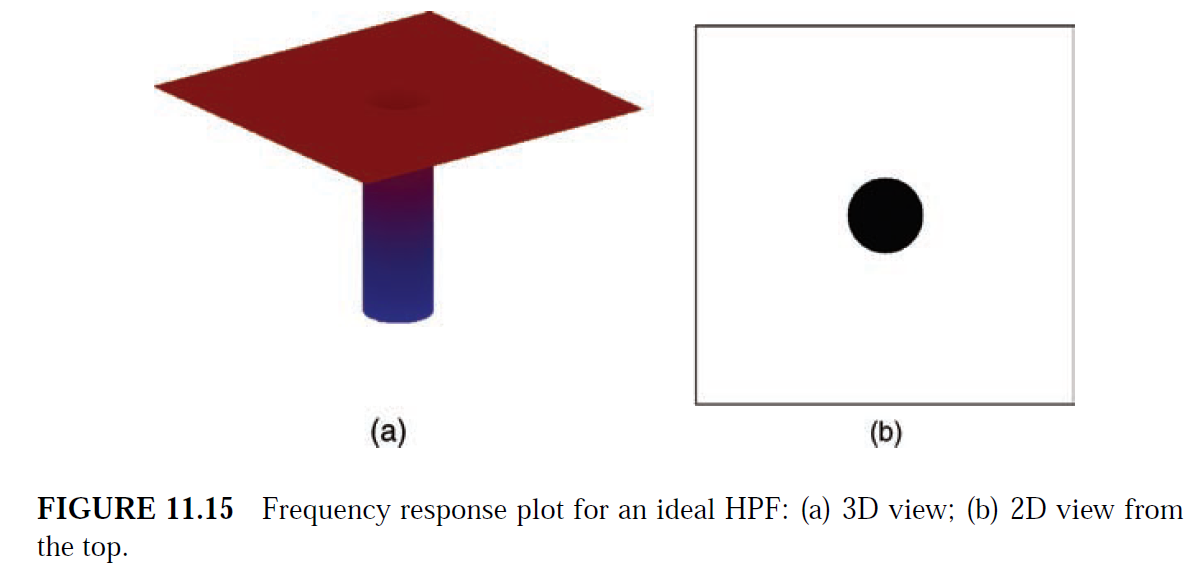 (a)
(b)
FIGURE 11.15 Frequency response plot for an ideal HPF: (a) 3D view; (b) 2D view from
the top.